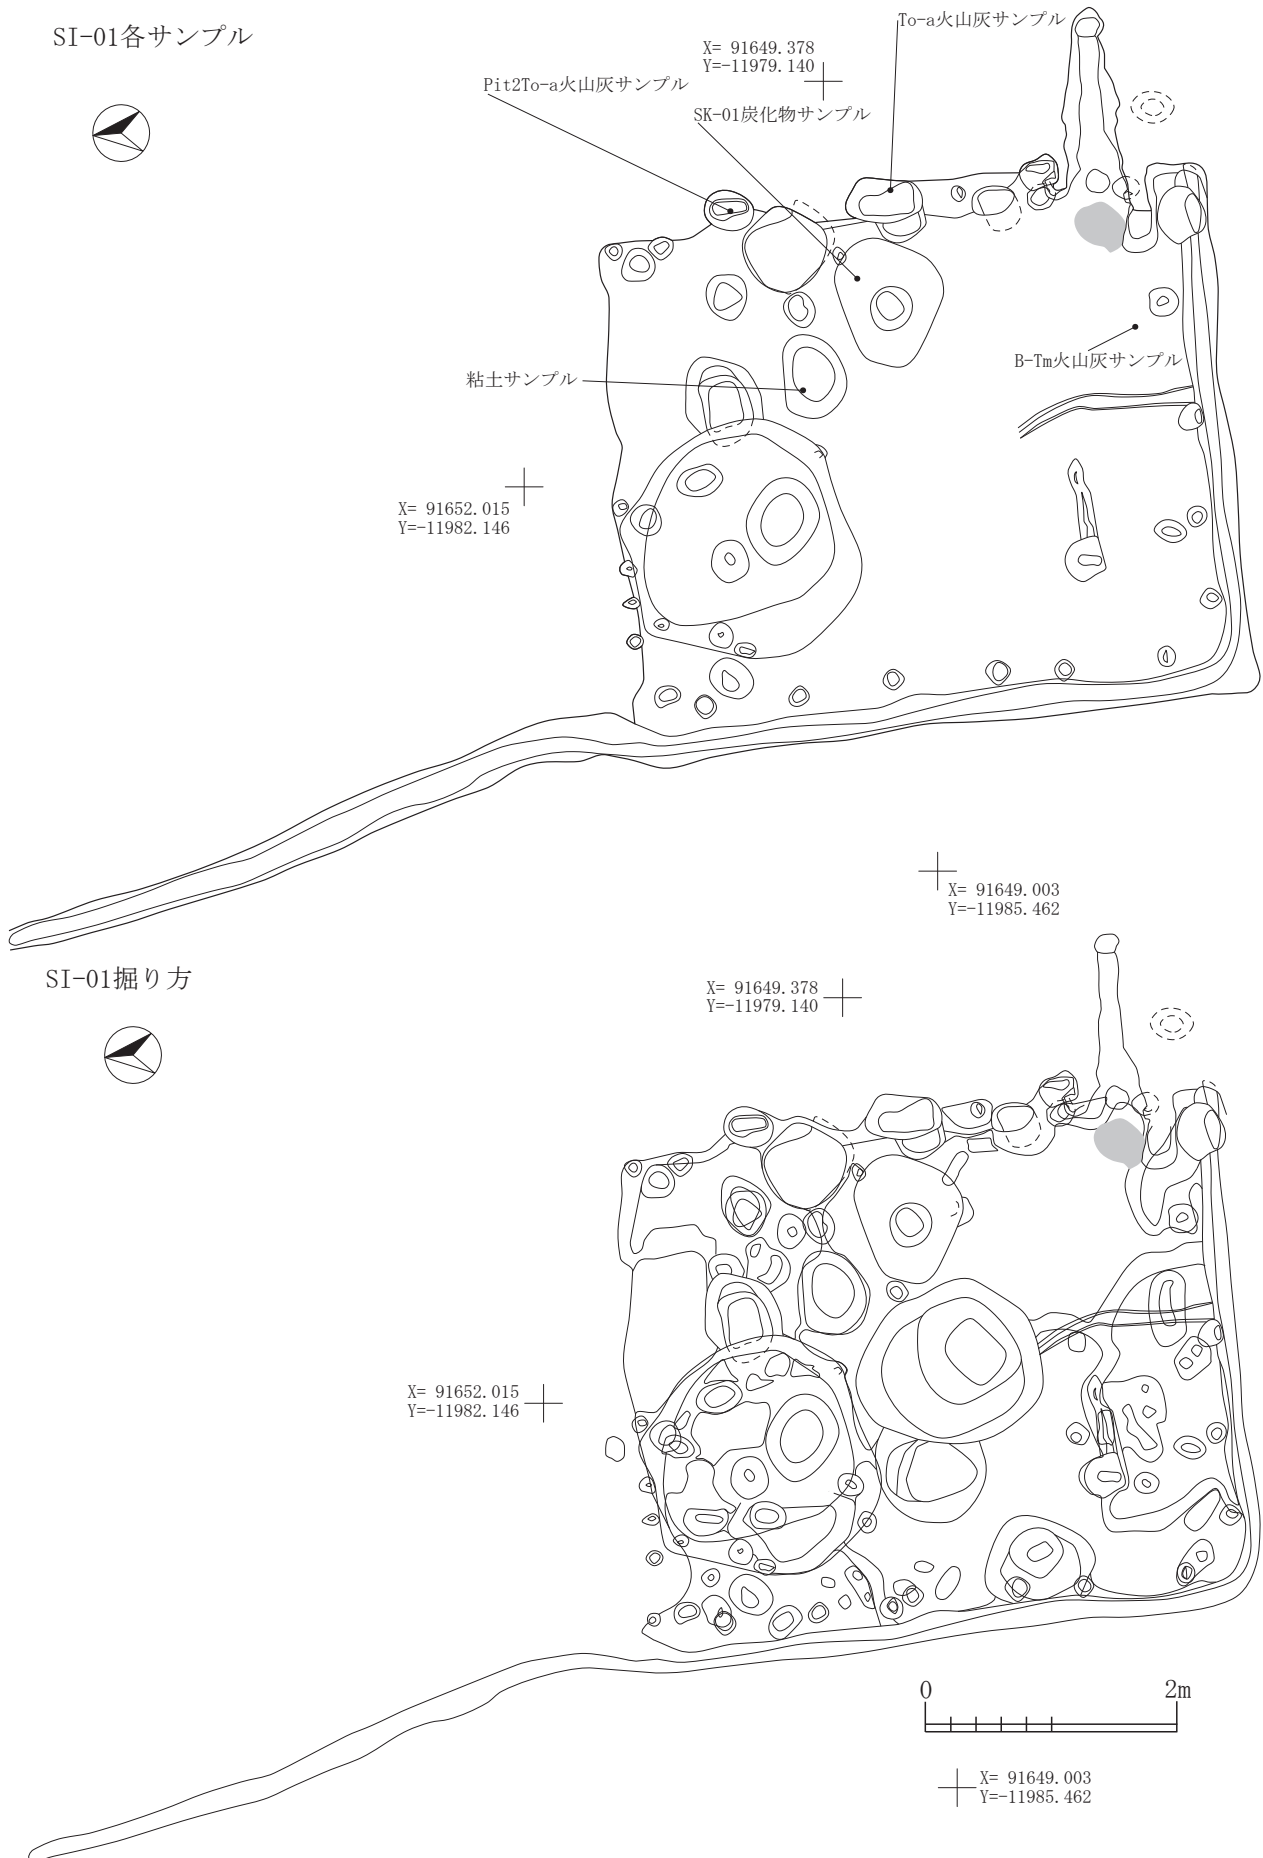 SI-01各サンプル
To-a火山灰サンプル
X= 91649.378
Y=-11979.140
Pit2To-a火山灰サンプル
SK-01炭化物サンプル
B-Tm火山灰サンプル
粘土サンプル
X= 91652.015
Y=-11982.146
X= 91649.003
Y=-11985.462
SI-01掘り方
X= 91649.378
Y=-11979.140
X= 91652.015
Y=-11982.146
0 2m
X= 91649.003
Y=-11985.462